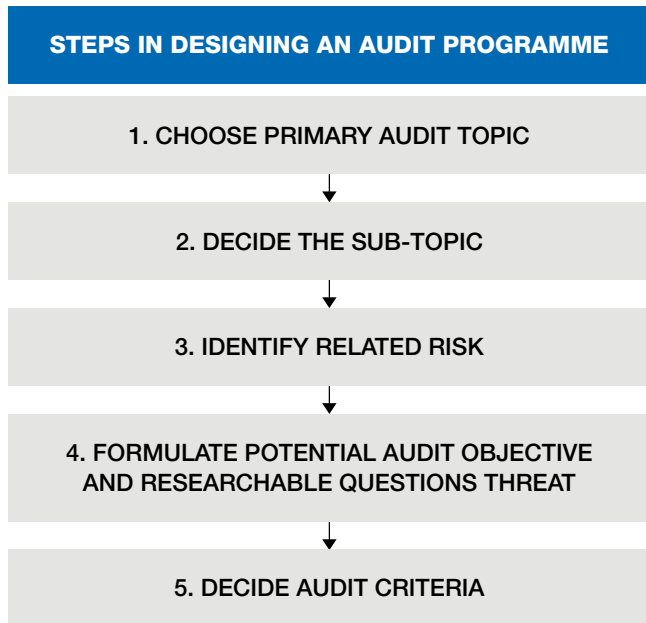 STEPS IN DESIGNING AN AUDIT PROGRAMME
1. CHOOSE PRIMARY AUDIT TOPIC
2. DECIDE THE SUB-TOPIC
3. IDENTIFY RELATED RISK
4. FORMULATE POTENTIAL AUDIT OBJECTIVE
AND RESEARCHABLE QUESTIONS THREAT
5. DECIDE AUDIT CRITERIA